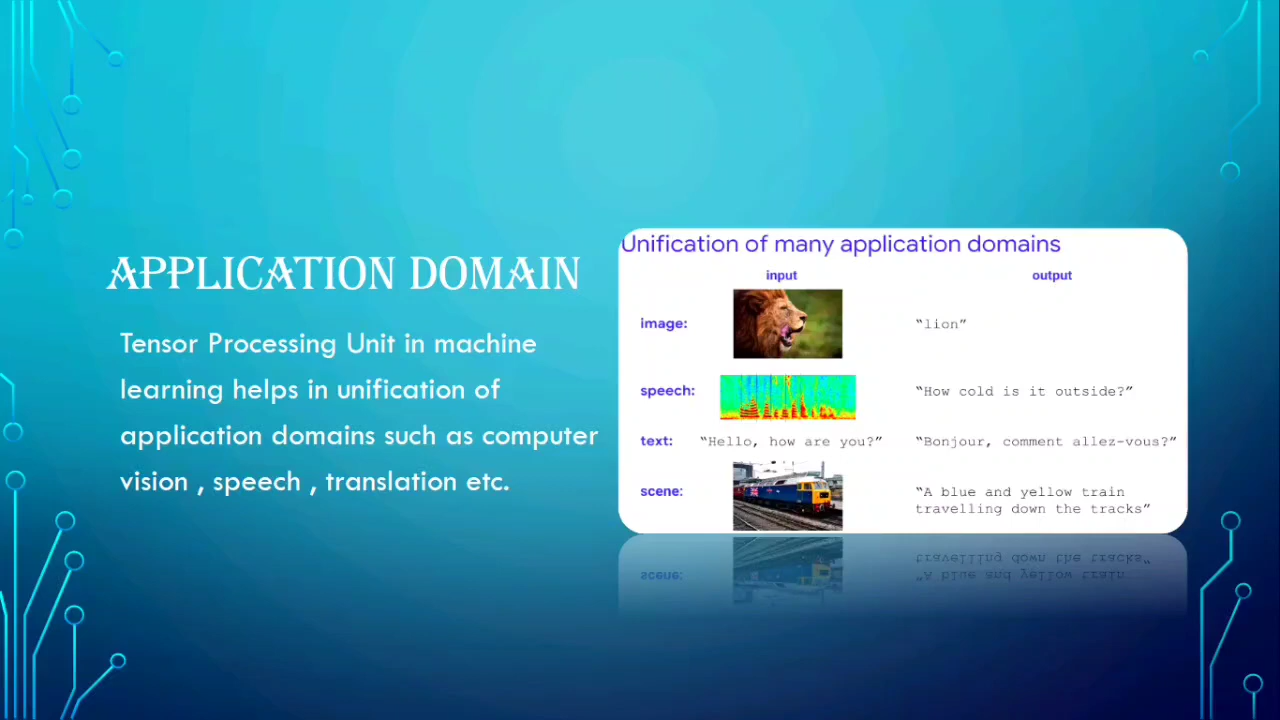 APPLICATION DOMAIN
Tensor Processing Unit in machine
learning helps in unification of
application domains such as computer
vision , speech , translation etc.
Unification of many application domains
input output
image: “lion”
speech: “How cold is it outside?”
text: “Hello, how are you?” “Bonjour, comment allez-vous?”
scene: “A blue and yellow train
travelling down the tracks”